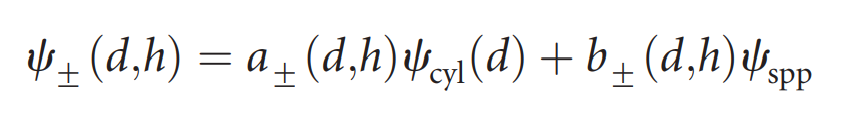 ψ±(d,h) = a±(d,h)ψcyl(d) + b±(d,h)ψspp